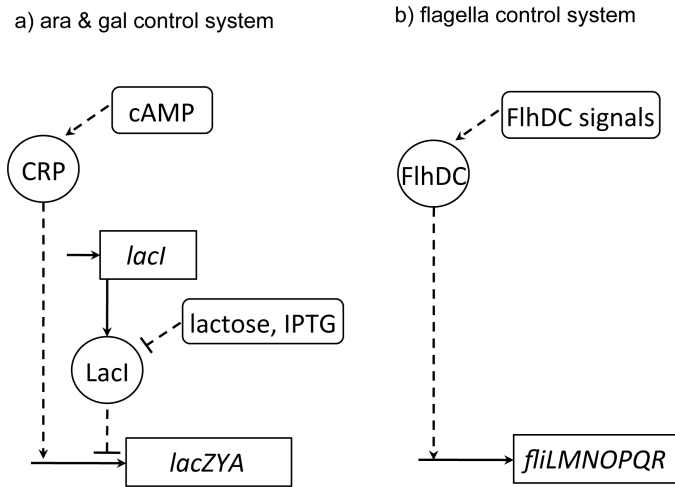 a) ara & gal control system
cAMP
CRP
lacI
lactose, IPTG
LacI
lacZYA
b) flagella control system
FlhDC signals
FlhDC
fliLMNOPQR